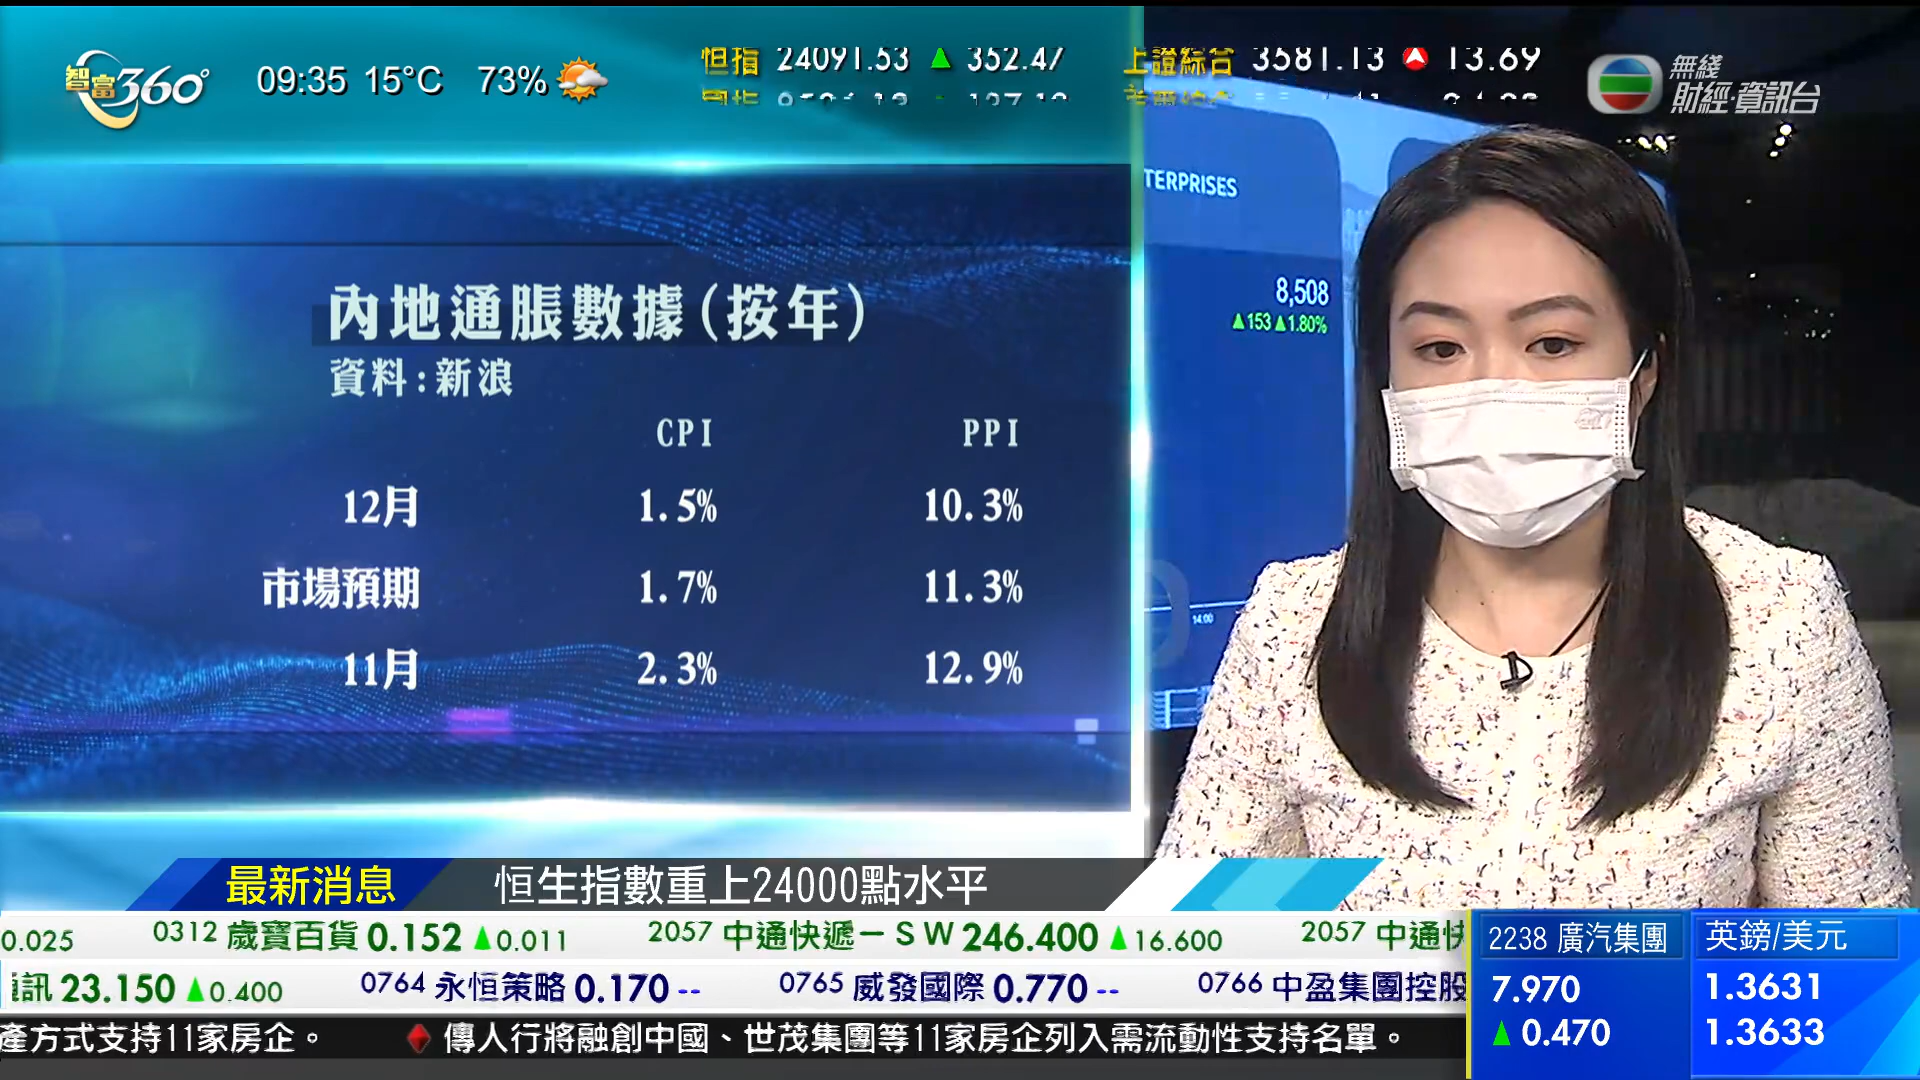 智富360°
09:35 15°C 73%
恒指 24091.53 ▲ 352.47
上證綜合 3581.13 ▲ 13.69
無綫
財經·資訊台
TERPRISES
8,508
▲153▲1.80%
14:00
內地通脹數據(按年)
資料:新浪
CPI PPI
12月 1.5% 10.3%
市場預期 1.7% 11.3%
11月 2.3% 12.9%
最新消息 恒生指數重上24000點水平
0.025 0312 歲寶百貨 0.152 ▲0.011 2057 中通快遞－SW 246.400 ▲16.600 2057 中通快
訊 23.150 ▲0.400 0764 永恒策略 0.170 -- 0765 威發國際 0.770 -- 0766 中盈集團控股
產方式支持11家房企。 ♦ 傳人行將融創中國、世茂集團等11家房企列入需流動性支持名單。
2238 廣汽集團
7.970
▲ 0.470
英鎊/美元
1.3631
1.3633